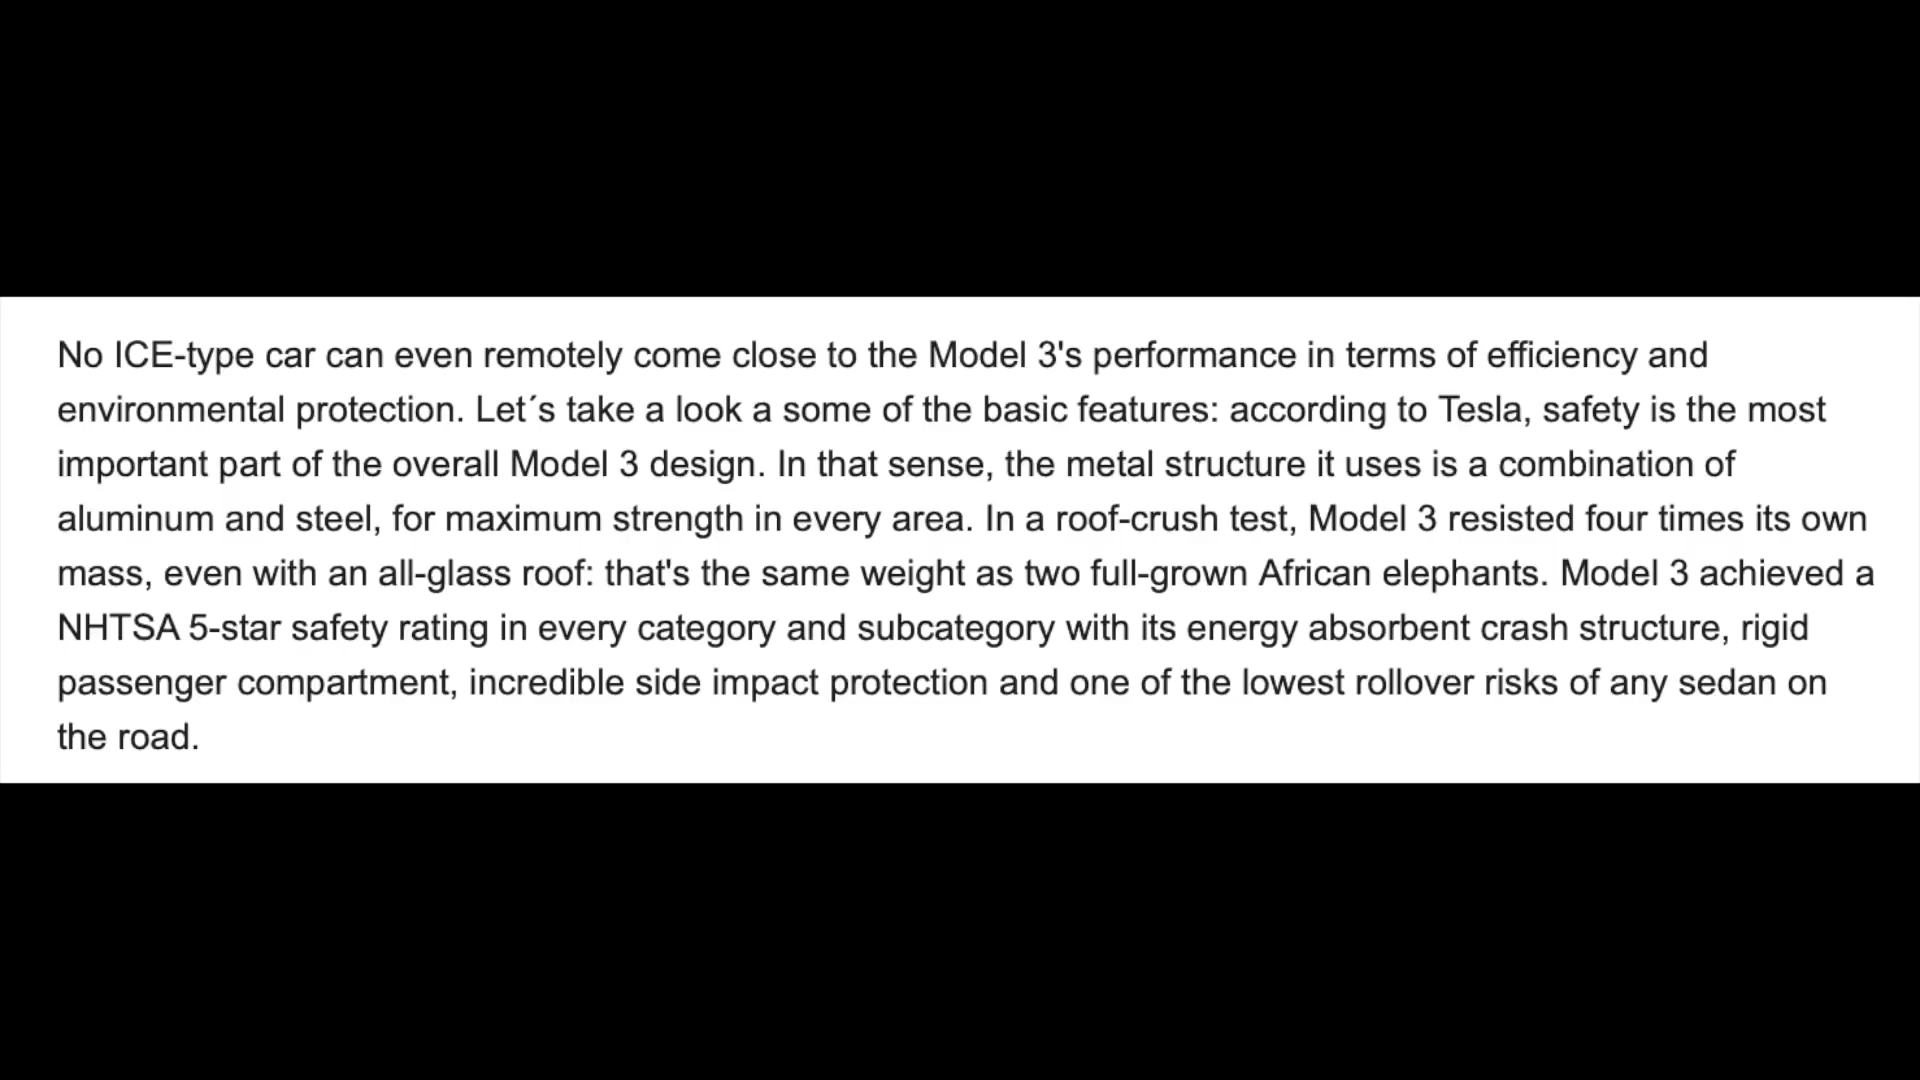 No ICE-type car can even remotely come close to the Model 3's performance in terms of efficiency and
environmental protection. Let´s take a look a some of the basic features: according to Tesla, safety is the most
important part of the overall Model 3 design. In that sense, the metal structure it uses is a combination of
aluminum and steel, for maximum strength in every area. In a roof-crush test, Model 3 resisted four times its own
mass, even with an all-glass roof: that's the same weight as two full-grown African elephants. Model 3 achieved a
NHTSA 5-star safety rating in every category and subcategory with its energy absorbent crash structure, rigid
passenger compartment, incredible side impact protection and one of the lowest rollover risks of any sedan on
the road.